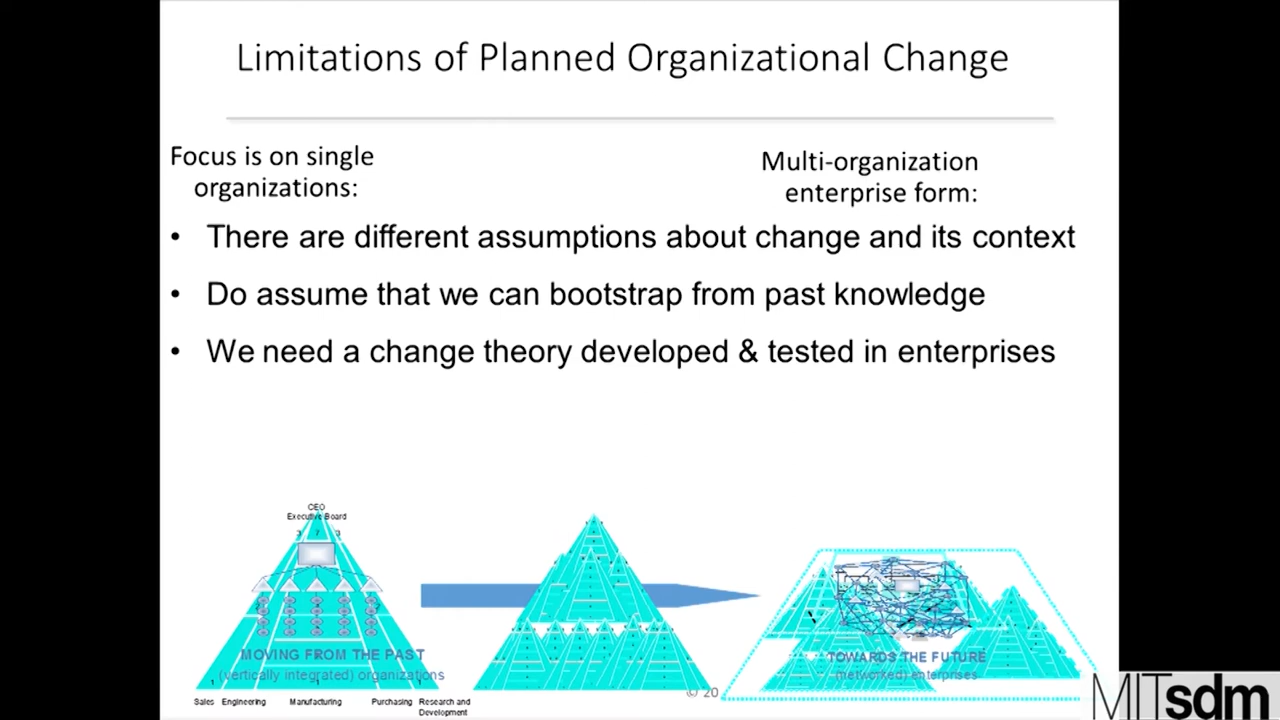 Limitations of Planned Organizational Change
Focus is on single
organizations:
Multi-organization
enterprise form:
• There are different assumptions about change and its context
• Do assume that we can bootstrap from past knowledge
• We need a change theory developed & tested in enterprises
CEO
Executive Board
MOVING FROM THE PAST
(vertically integrated) organizations
TOWARDS THE FUTURE
(networked) enterprises
Sales Engineering Manufacturing Purchasing Research and
Development
© 20
MITsdm